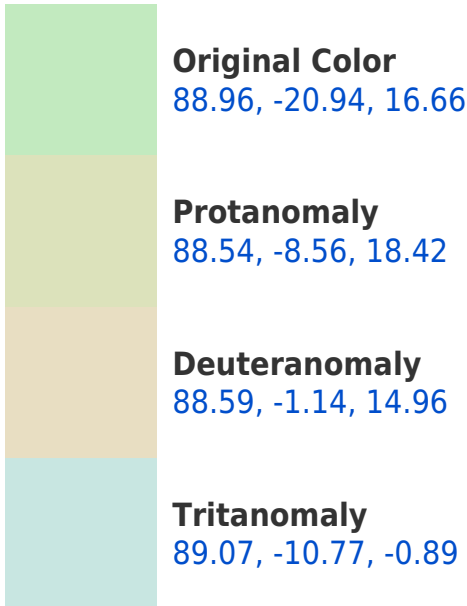 Original Color
88.96, -20.94, 16.66
Protanomaly
88.54, -8.56, 18.42
Deuteranomaly
88.59, -1.14, 14.96
Tritanomaly
89.07, -10.77, -0.89